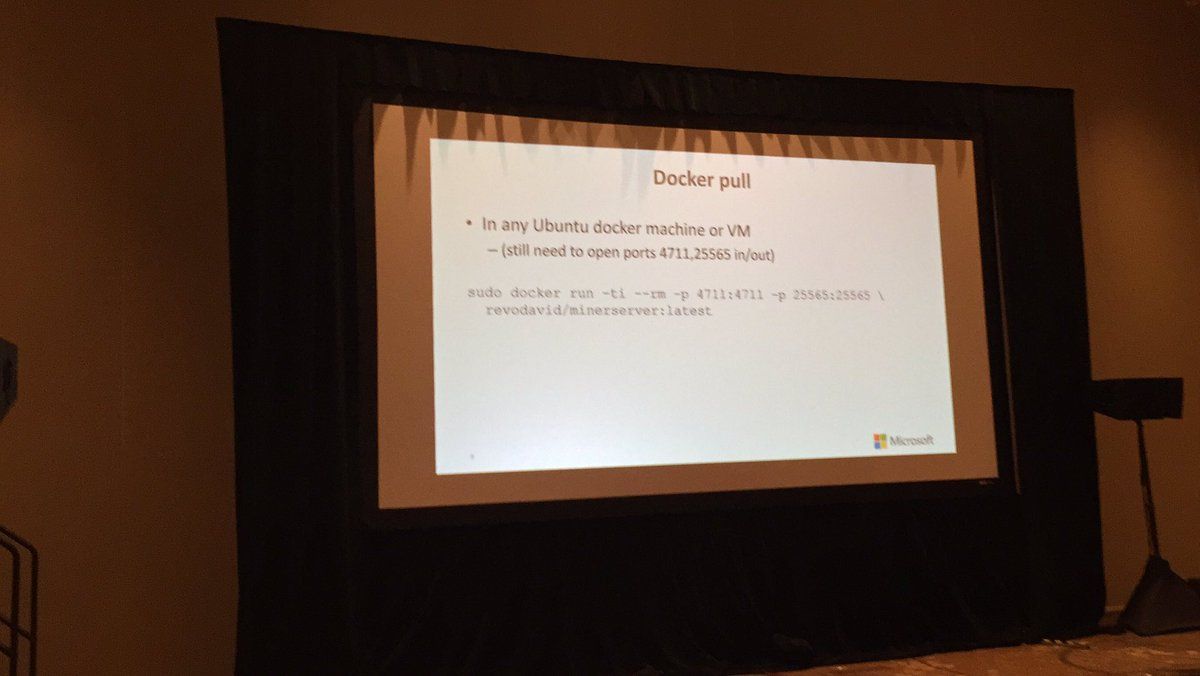 Docker pull
• In any Ubuntu docker machine or VM
– (still need to open ports 4711,25565 in/out)
sudo docker run -ti --rm -p 4711:4711 -p 25565:25565 \
revodavid/minerserver:latest
Microsoft